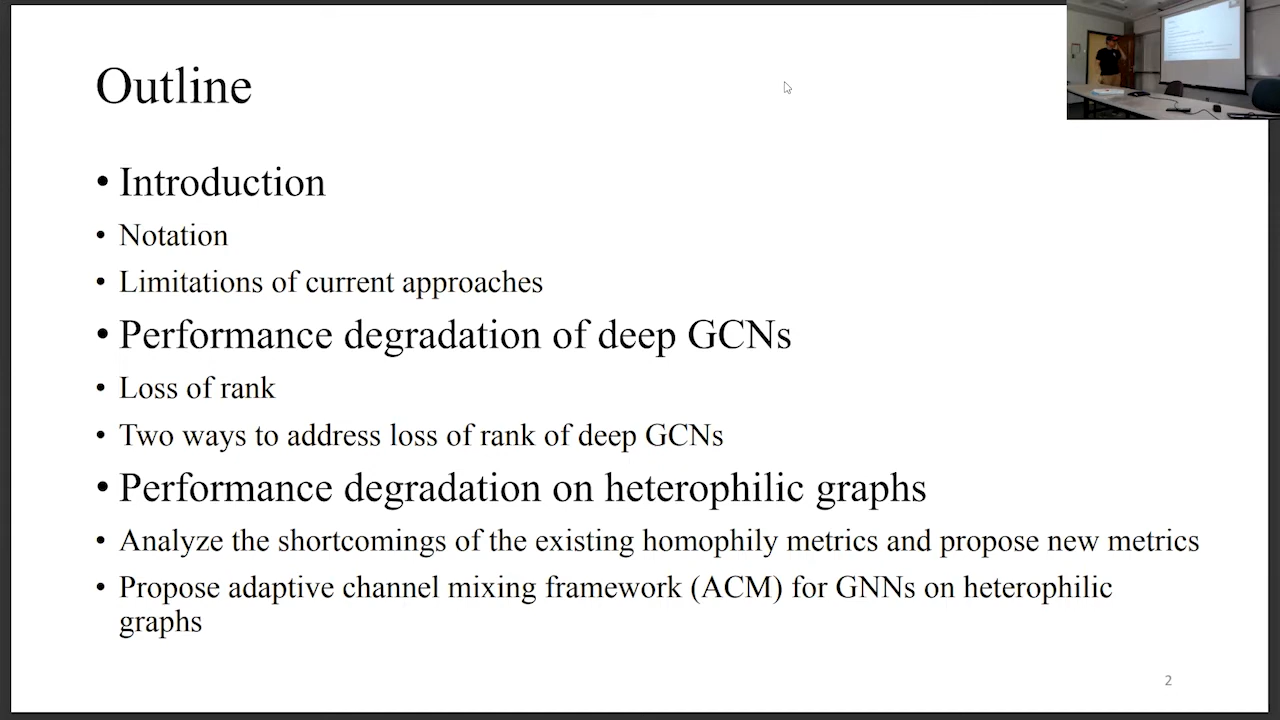 Outline
• Introduction
• Notation
• Limitations of current approaches
• Performance degradation of deep GCNs
• Loss of rank
• Two ways to address loss of rank of deep GCNs
• Performance degradation on heterophilic graphs
• Analyze the shortcomings of the existing homophily metrics and propose new metrics
• Propose adaptive channel mixing framework (ACM) for GNNs on heterophilic
graphs
2